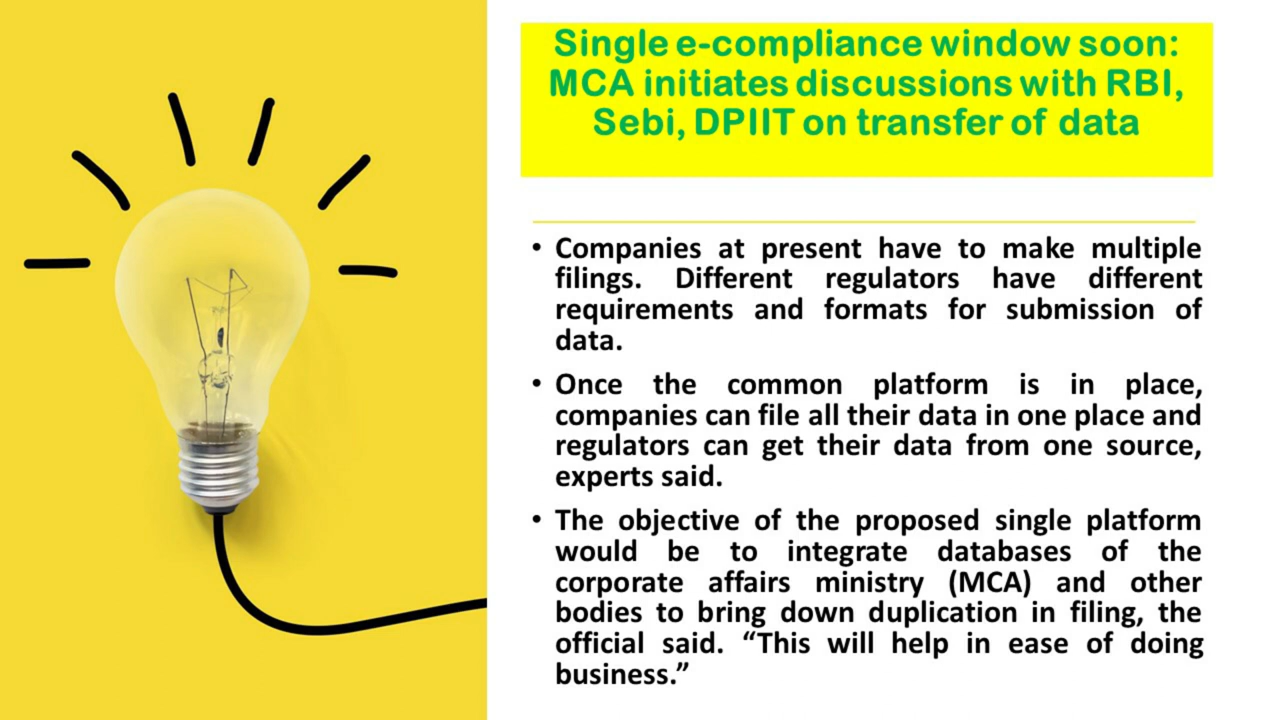 Single e-compliance window soon:
MCA initiates discussions with RBI,
Sebi, DPIIT on transfer of data
• Companies at present have to make multiple
filings. Different regulators have different
requirements and formats for submission of
data.
• Once the common platform is in place,
companies can file all their data in one place and
regulators can get their data from one source,
experts said.
• The objective of the proposed single platform
would be to integrate databases of the
corporate affairs ministry (MCA) and other
bodies to bring down duplication in filing, the
official said. “This will help in ease of doing
business.”